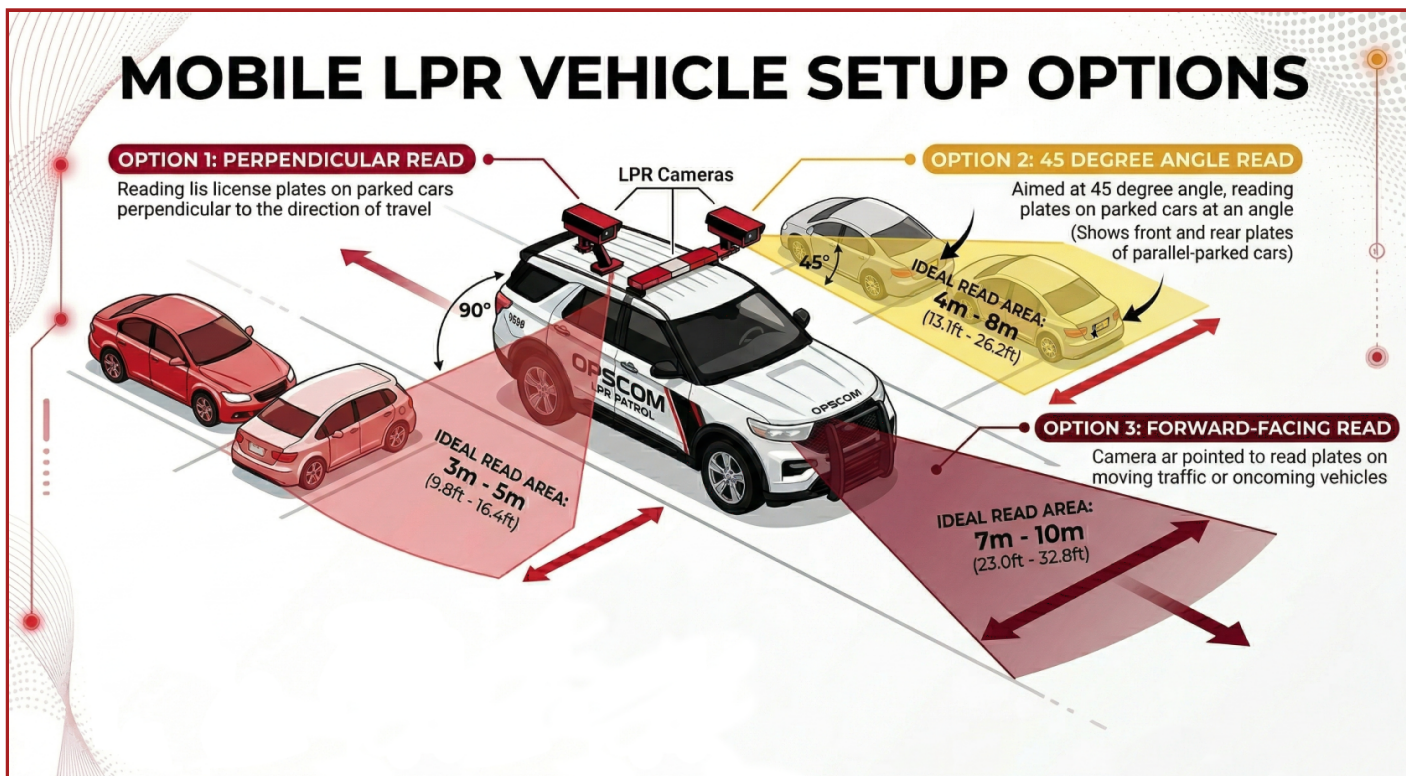 MOBILE LPR VEHICLE SETUP OPTIONS
OPTION 1: PERPENDICULAR READ
Reading lis license plates on parked cars
perpendicular to the direction of travel
LPR Cameras
OPTION 2: 45 DEGREE ANGLE READ
Aimed at 45 degree angle, reading
plates on parked cars at an angle
(Shows front and rear plates
of parallel-parked cars)
45°
IDEAL READ AREA:
4m - 8m
(13.1ft - 26.2ft)
90°
9598
OPSCOM
LPR PATROL
OPSCOM
IDEAL READ AREA:
3m - 5m
(9.8ft - 16.4ft)
OPTION 3: FORWARD-FACING READ
Camera ar pointed to read plates on
moving traffic or oncoming vehicles
IDEAL READ AREA:
7m - 10m
(23.0ft - 32.8ft)